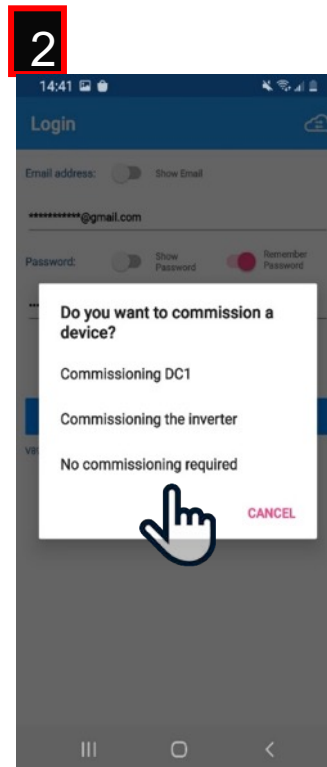 2
14:41
Login
Email address: Show Email
***********@gmail.com
Password: Show Password Remember Password
Do you want to commission a
device?
Commissioning DC1
Commissioning the inverter
No commissioning required
CANCEL